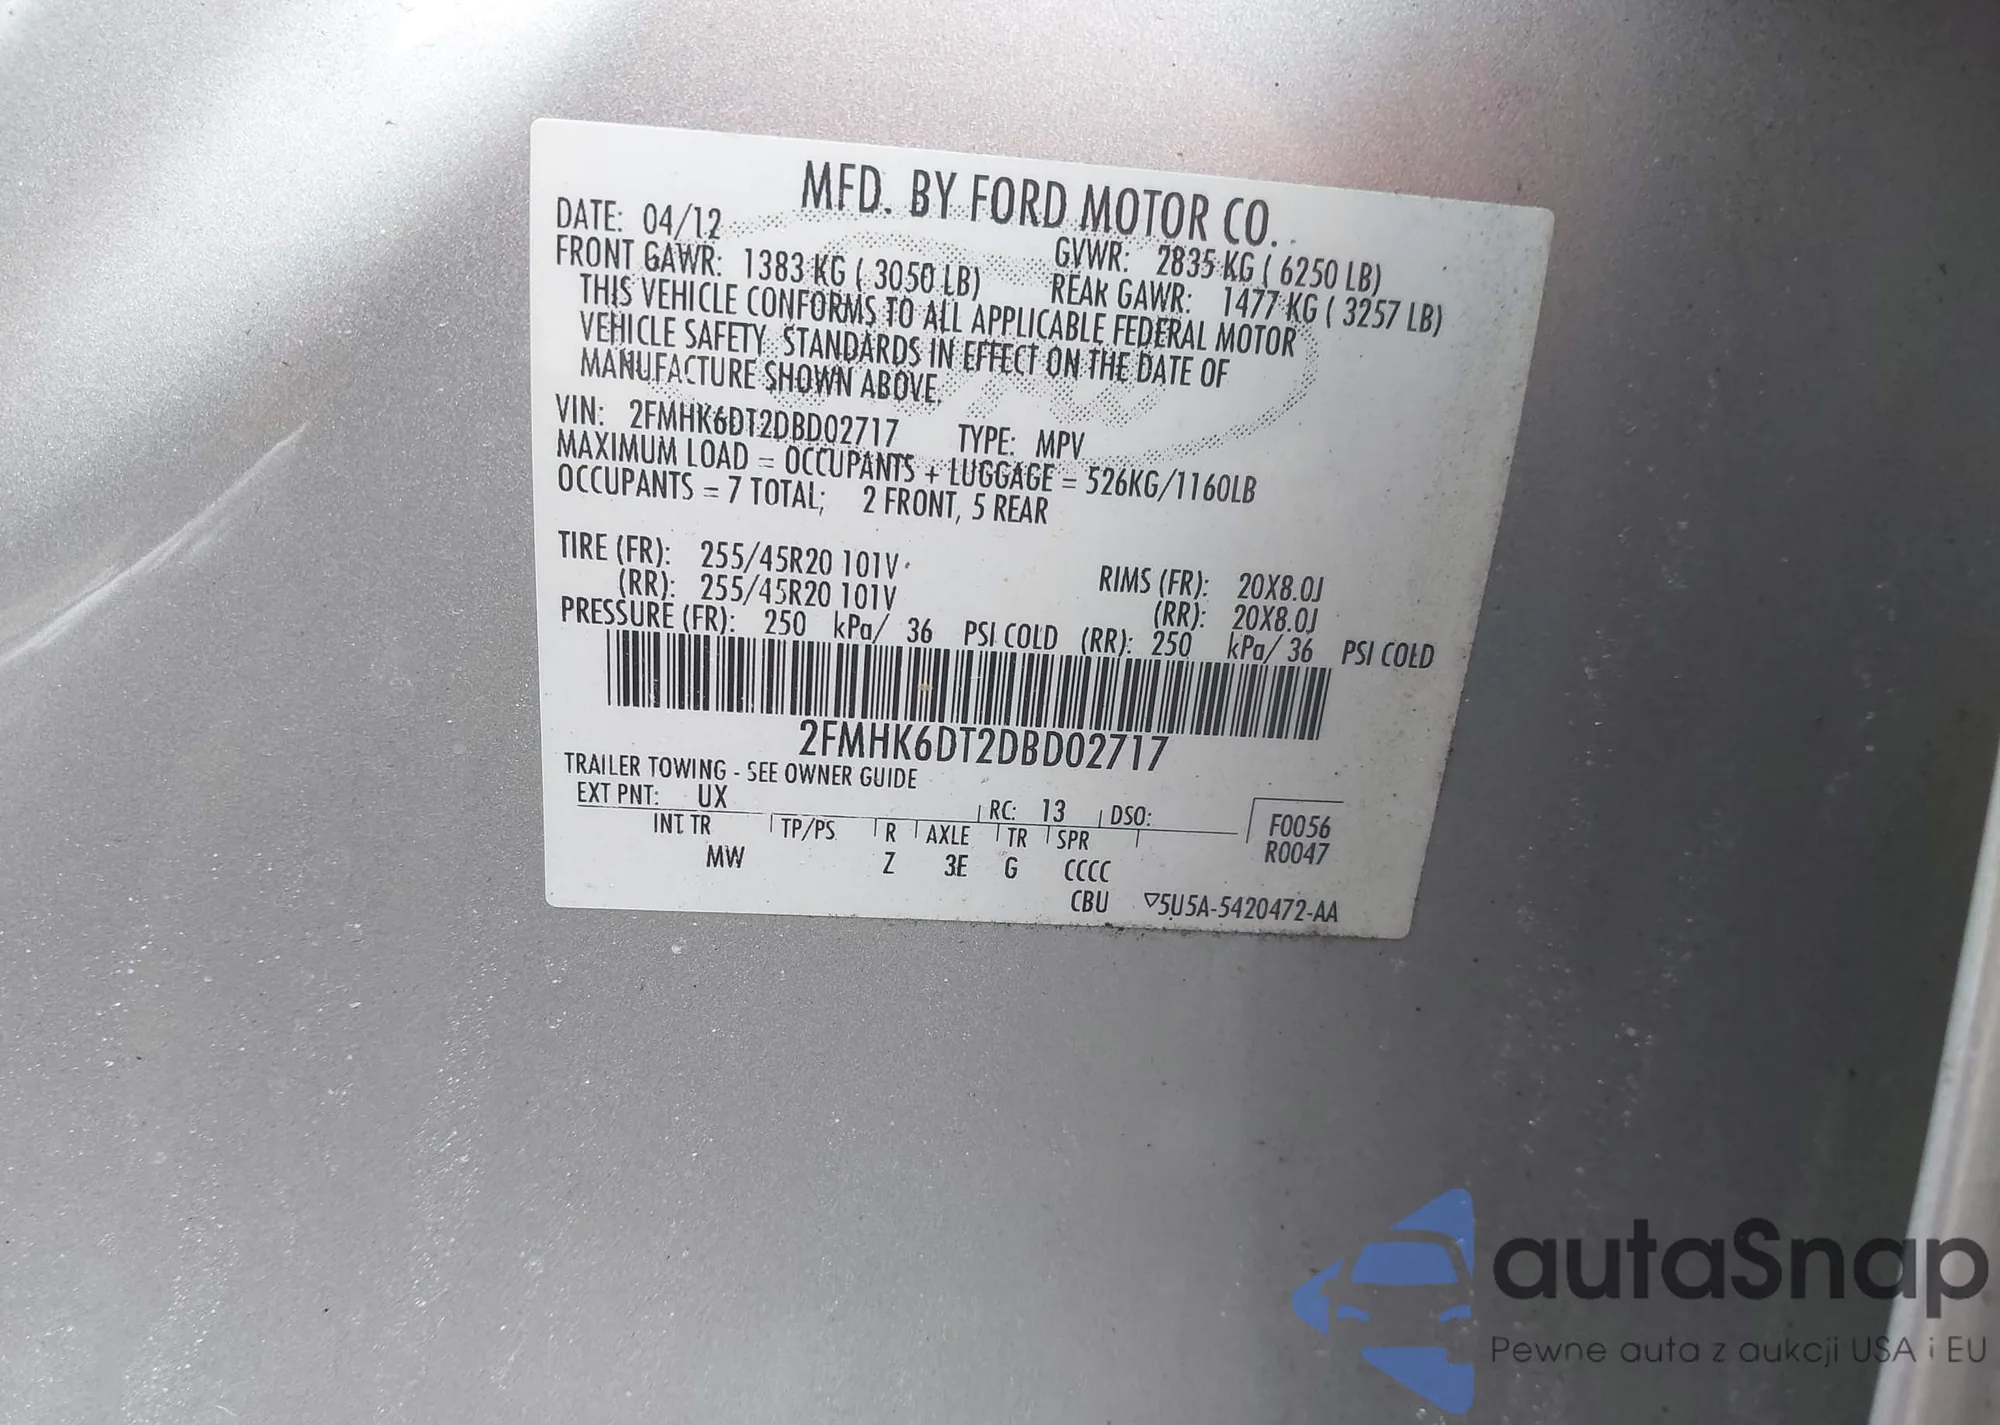 MFD. BY FORD MOTOR CO.
DATE: 04/12 GVWR: 2835 KG ( 6250 LB)
FRONT GAWR: 1383 KG ( 3050 LB) REAR GAWR: 1477 KG ( 3257 LB)
THIS VEHICLE CONFORMS TO ALL APPLICABLE FEDERAL MOTOR
VEHICLE SAFETY STANDARDS IN EFFECT ON THE DATE OF
MANUFACTURE SHOWN ABOVE.
VIN: 2FMHK6DT2DBD02717 TYPE: MPV
MAXIMUM LOAD = OCCUPANTS + LUGGAGE = 526KG/1160LB
OCCUPANTS = 7 TOTAL; 2 FRONT, 5 REAR
TIRE (FR): 255/45R20 101V RIMS (FR): 20X8.0J
(RR): 255/45R20 101V (RR): 20X8.0J
PRESSURE (FR): 250 kPa/ 36 PSI COLD (RR): 250 kPa/ 36 PSI COLD
2FMHK6DT2DBD02717
TRAILER TOWING - SEE OWNER GUIDE
EXT PNT: UX RC: 13 DSO: F0056
INT TR TP/PS R AXLE TR SPR R0047
MW Z 3E G CCCC
CBU ▽5U5A-5420472-AA
autaSnap
Pewne auta z aukcji USA i EU